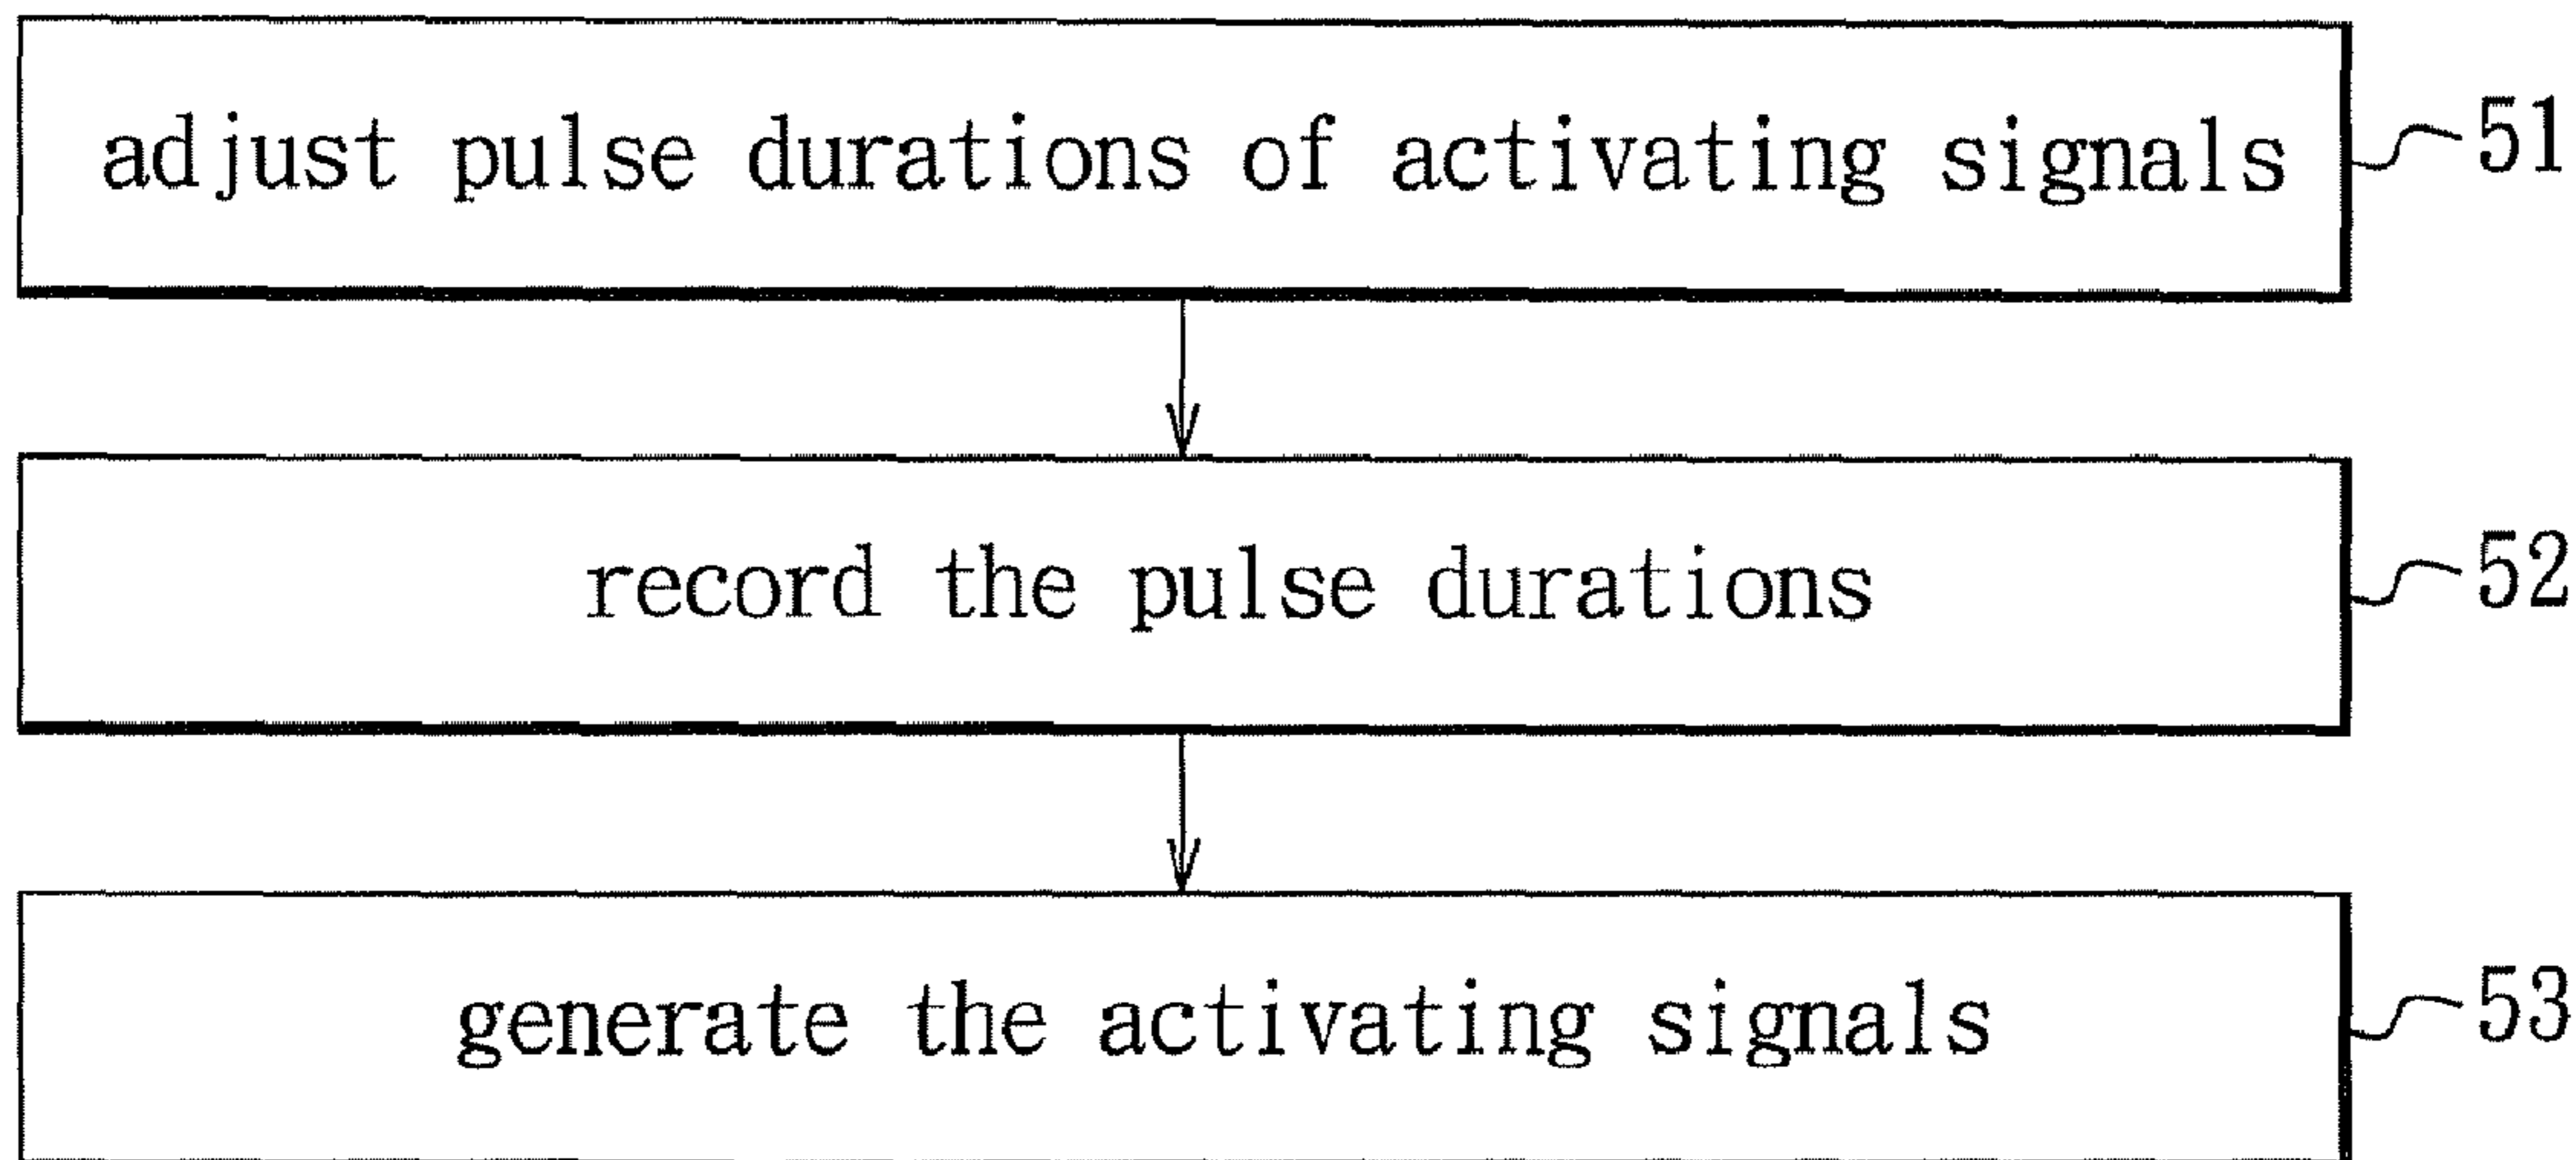 adjust pulse durations of activating signals 51
record the pulse durations 52
generate the activating signals 53